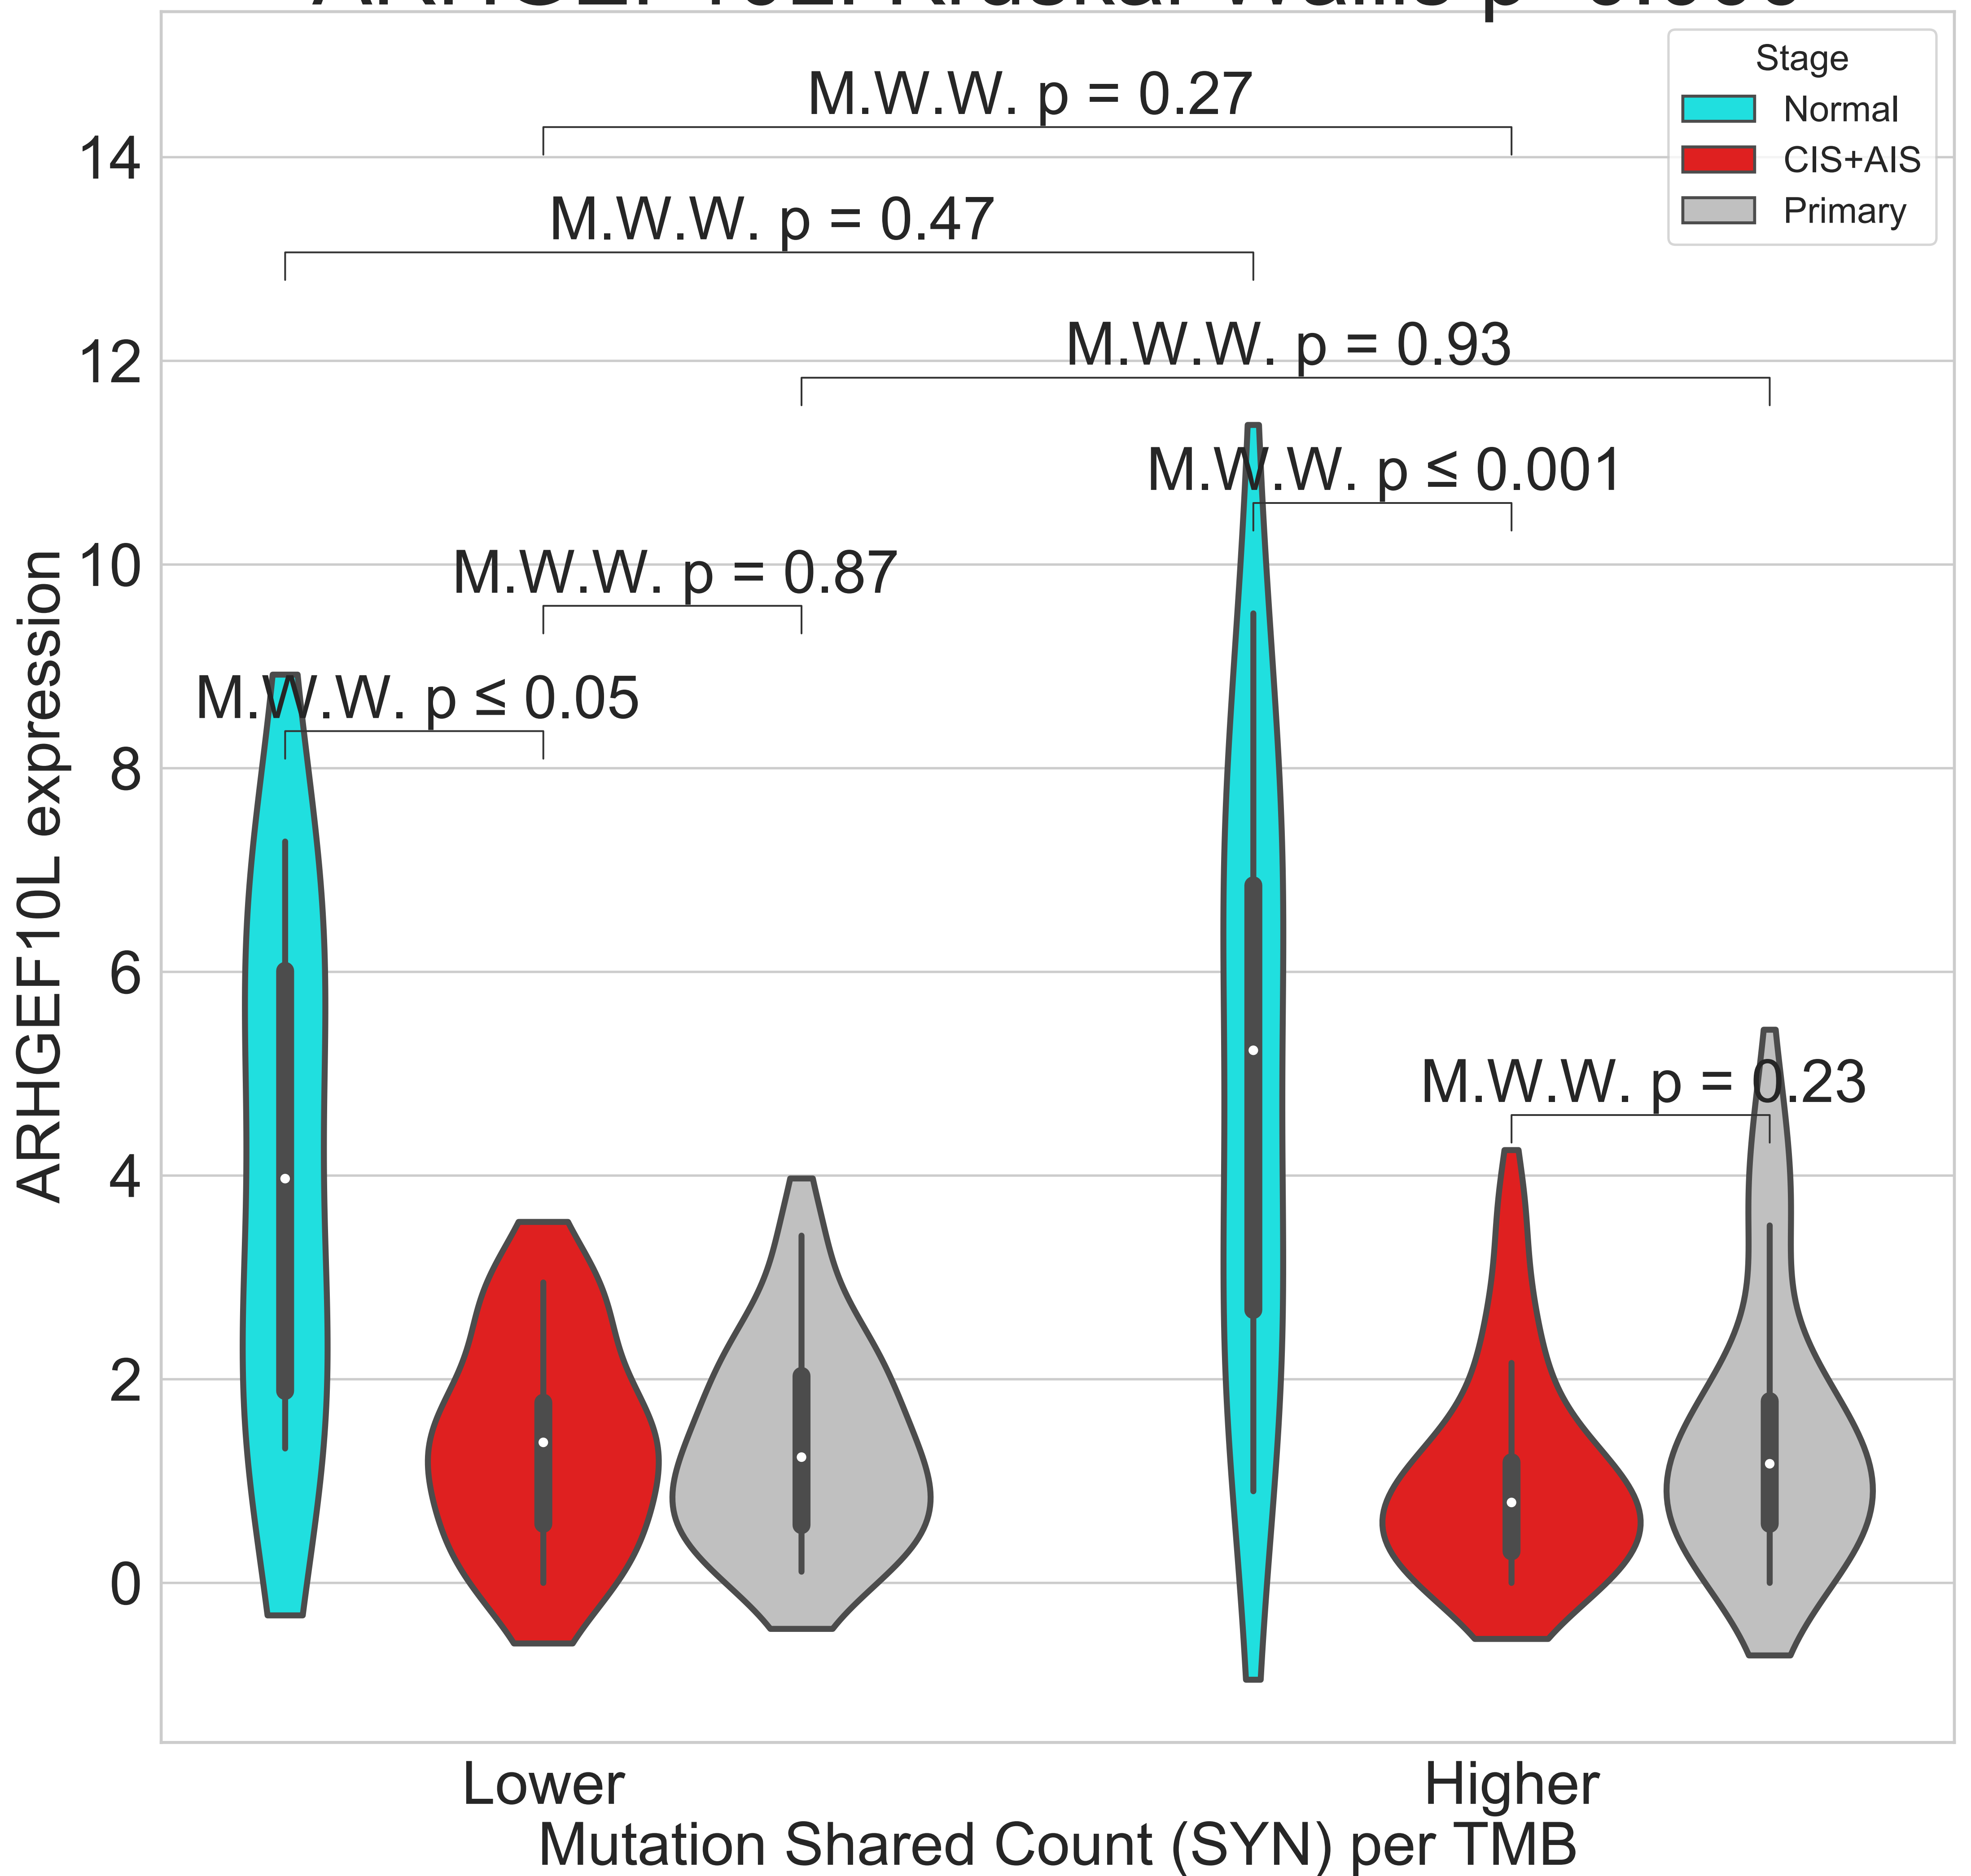 Stage
Normal
CIS+AIS
Primary
M.W.W. p = 0.27
M.W.W. p = 0.47
M.W.W. p = 0.93
M.W.W. p ≤ 0.001
M.W.W. p = 0.87
M.W.W. p ≤ 0.05
M.W.W. p = 0.23
14
12
10
8
6
4
2
0
ARHGEF10L expression
Lower
Higher
Mutation Shared Count (SYN) per TMB